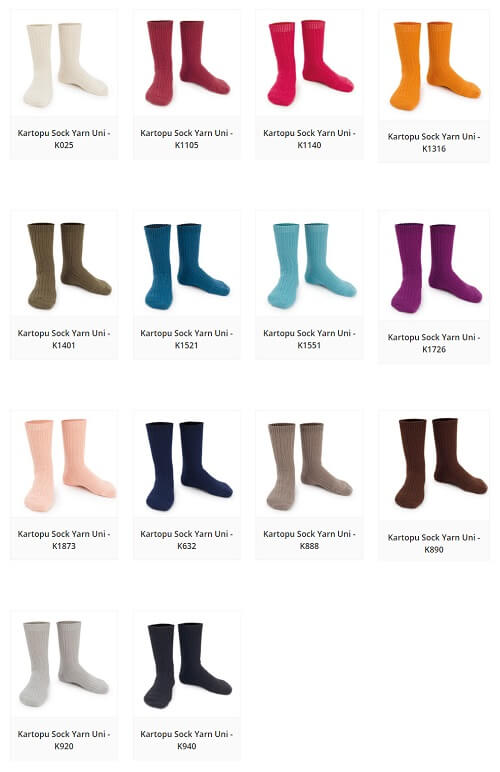 Kartopu Sock Yarn Uni -
K025
Kartopu Sock Yarn Uni -
K1105
Kartopu Sock Yarn Uni -
K1140
Kartopu Sock Yarn Uni -
K1316
Kartopu Sock Yarn Uni -
K1401
Kartopu Sock Yarn Uni -
K1521
Kartopu Sock Yarn Uni -
K1551
Kartopu Sock Yarn Uni -
K1726
Kartopu Sock Yarn Uni -
K1873
Kartopu Sock Yarn Uni -
K632
Kartopu Sock Yarn Uni -
K888
Kartopu Sock Yarn Uni -
K890
Kartopu Sock Yarn Uni -
K920
Kartopu Sock Yarn Uni -
K940